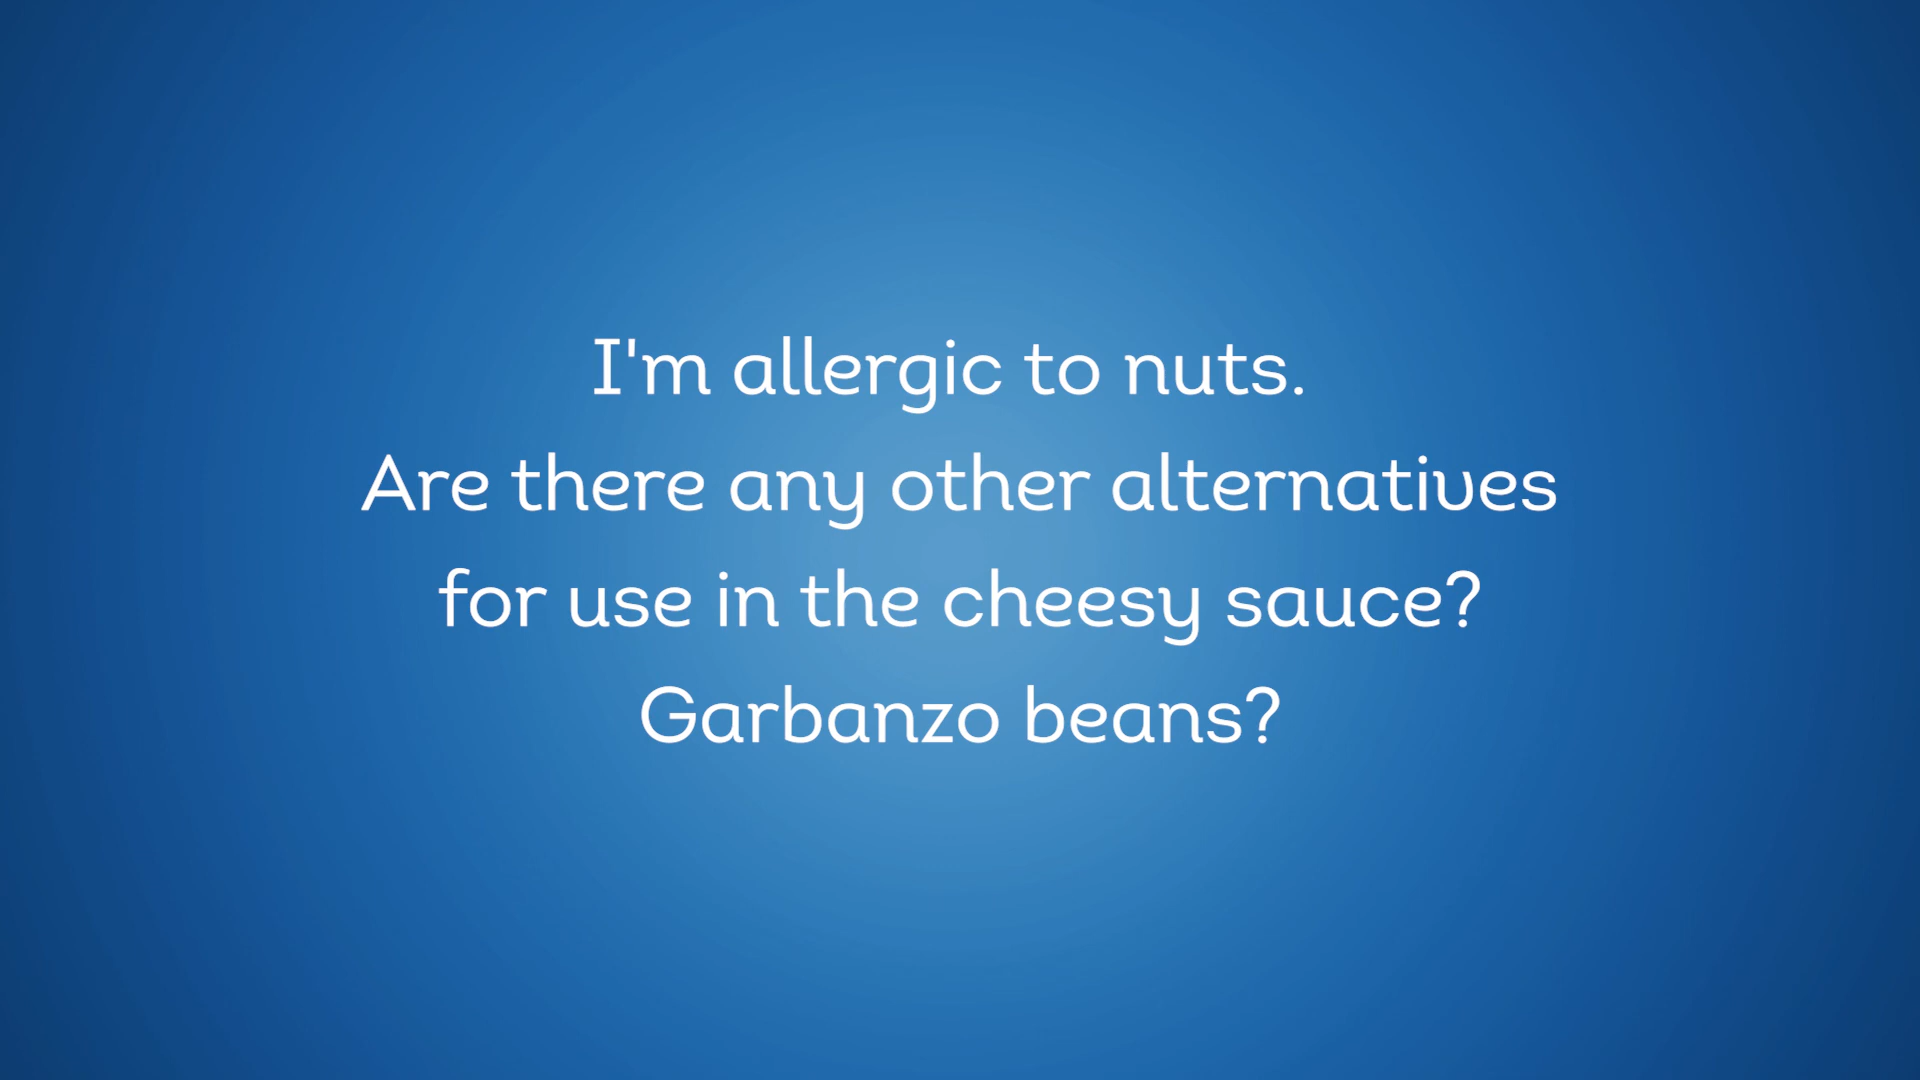 I'm allergic to nuts.
Are there any other alternatives
for use in the cheesy sauce?
Garbanzo beans?